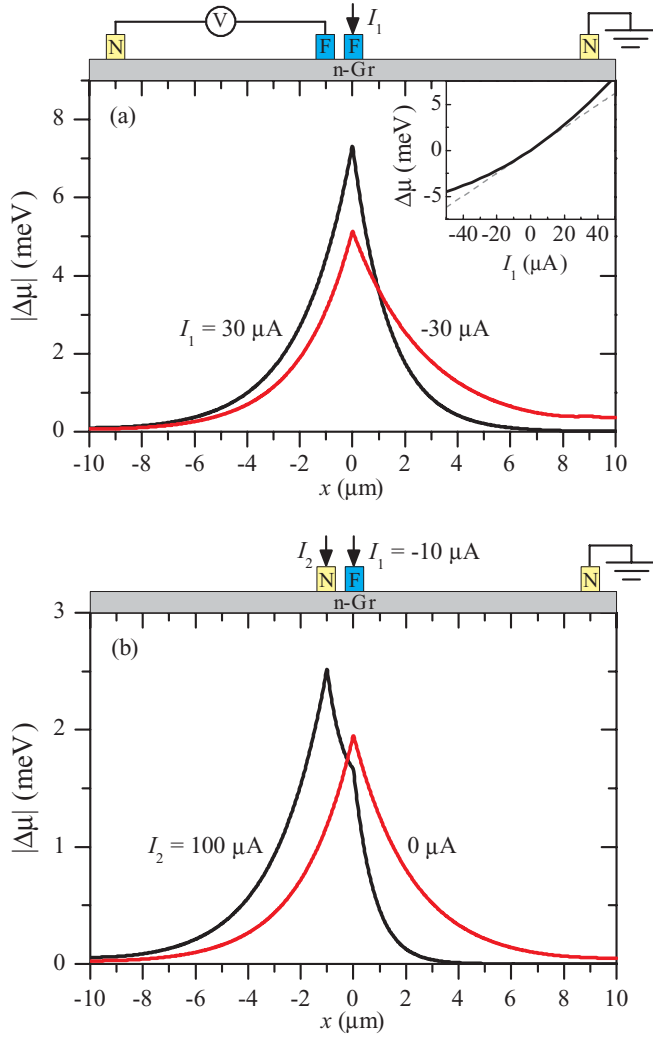 V
I₁
N F F N
n-Gr
(a)
8
6
4
2
0
|Δμ| (meV)
I₁ = 30 μA
-30 μA
5
0
-5
Δμ (meV)
-40 -20 0 20 40
I₁ (μA)
-10 -8 -6 -4 -2 0 2 4 6 8 10
x (μm)
I₂ I₁ = -10 μA
N F N
n-Gr
(b)
3
2
1
0
|Δμ| (meV)
I₂ = 100 μA
0 μA
-10 -8 -6 -4 -2 0 2 4 6 8 10
x (μm)